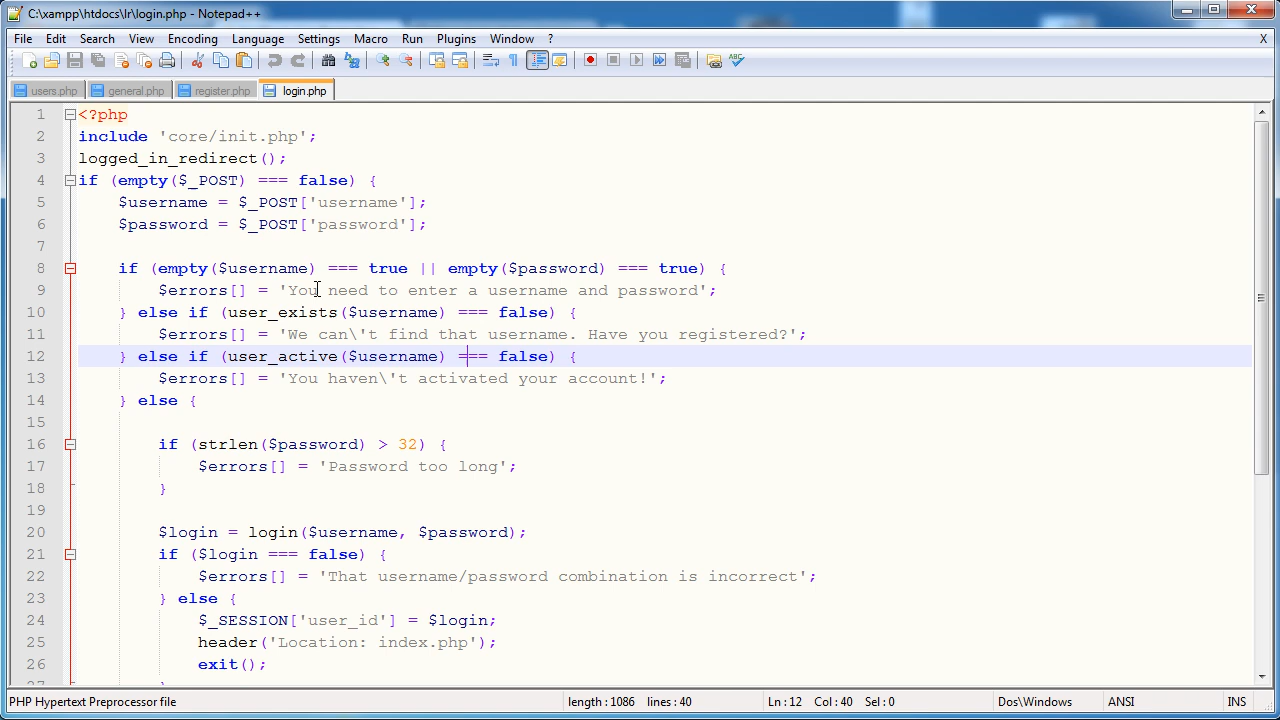 C:\xampp\htdocs\lr\login.php - Notepad++
File Edit Search View Encoding Language Settings Macro Run Plugins Window ? X
users.php general.php register.php login.php
1 <?php
2 include 'core/init.php';
3 logged_in_redirect();
4 if (empty($_POST) === false) {
5 $username = $_POST['username'];
6 $password = $_POST['password'];
7
8 if (empty($username) === true || empty($password) === true) {
9 $errors[] = 'You need to enter a username and password';
10 } else if (user_exists($username) === false) {
11 $errors[] = 'We can\'t find that username. Have you registered?';
12 } else if (user_active($username) === false) {
13 $errors[] = 'You haven\'t activated your account!';
14 } else {
15
16 if (strlen($password) > 32) {
17 $errors[] = 'Password too long';
18 }
19
20 $login = login($username, $password);
21 if ($login === false) {
22 $errors[] = 'That username/password combination is incorrect';
23 } else {
24 $_SESSION['user_id'] = $login;
25 header('Location: index.php');
26 exit();
27 }
PHP Hypertext Preprocessor file length : 1086 lines : 40 Ln : 12 Col : 40 Sel : 0 Dos\Windows ANSI INS